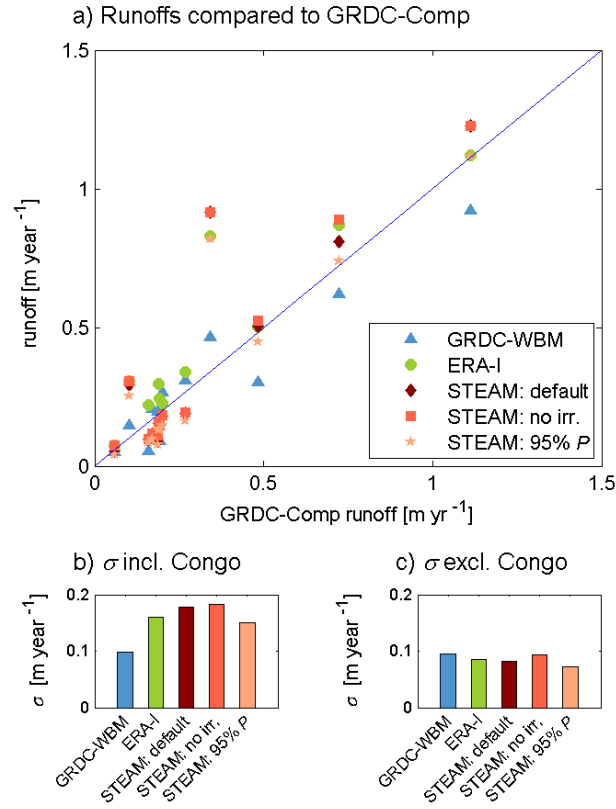 a) Runoffs compared to GRDC-Comp
1.5
1
0.5
0
runoff [m year -1]
GRDC-WBM
ERA-I
STEAM: default
STEAM: no irr.
STEAM: 95% P
0
0.5
1
1.5
GRDC-Comp runoff [m yr -1]
b) σ incl. Congo
0.2
0.1
0
σ [m year -1]
GRDC-WBM
ERA-I
STEAM: default
STEAM: no irr.
STEAM: 95% P
c) σ excl. Congo
0.2
0.1
0
σ [m year -1]
GRDC-WBM
ERA-I
STEAM: default
STEAM: no irr.
STEAM: 95% P